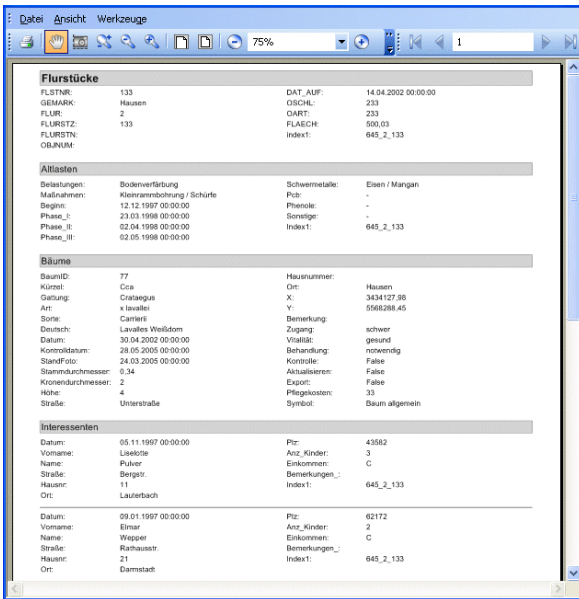 Datei Ansicht Werkzeuge
75% 1
Flurstücke
FLSTNR: 133 DAT_AUF: 14.04.2002 00:00:00
GEMARK: Hausen OSCHL: 233
FLUR: 2 OART: 233
FLURSTZ: 133 FLAECH: 500,03
FLURSTN: index1: 645_2_133
OBJNUM:
Altlasten
Belastungen: Bodenverfärbung Schwermetalle: Eisen / Mangan
Maßnahmen: Kleinrammbohrung / Schürfe Pcb: -
Beginn: 12.12.1997 00:00:00 Phenole: -
Phase_I: 23.03.1998 00:00:00 Sonstige: -
Phase_II: 02.04.1998 00:00:00 Index1: 645_2_133
Phase_III: 02.05.1998 00:00:00
Bäume
BaumID: 77 Hausnummer:
Kürzel: Cca Ort: Hausen
Gattung: Crataegus X: 3434127,98
Art: x lavallei Y: 5568288,45
Sorte: Carrierii Bemerkung:
Deutsch: Lavalles Weißdorn Zugang: schwer
Datum: 30.04.2002 00:00:00 Vitalität: gesund
Kontrolldatum: 28.05.2005 00:00:00 Behandlung: notwendig
StandFoto: 24.03.2005 00:00:00 Kontrolle: False
Stammdurchmesser: 0,34 Aktualisieren: False
Kronendurchmesser: 2 Export: False
Höhe: 4 Pflegekosten: 33
Straße: Unterstraße Symbol: Baum allgemein
Interessenten
Datum: 05.11.1997 00:00:00 Plz: 43582
Vorname: Liselotte Anz_Kinder: 3
Name: Pulver Einkommen: C
Straße: Bergstr. Bemerkungen_:
Hausnr: 11 Index1: 645_2_133
Ort: Lauterbach
Datum: 09.01.1997 00:00:00 Plz: 62172
Vorname: Elmar Anz_Kinder: 2
Name: Wepper Einkommen: C
Straße: Rathausstr. Bemerkungen_:
Hausnr: 21 Index1: 645_2_133
Ort: Darmstadt